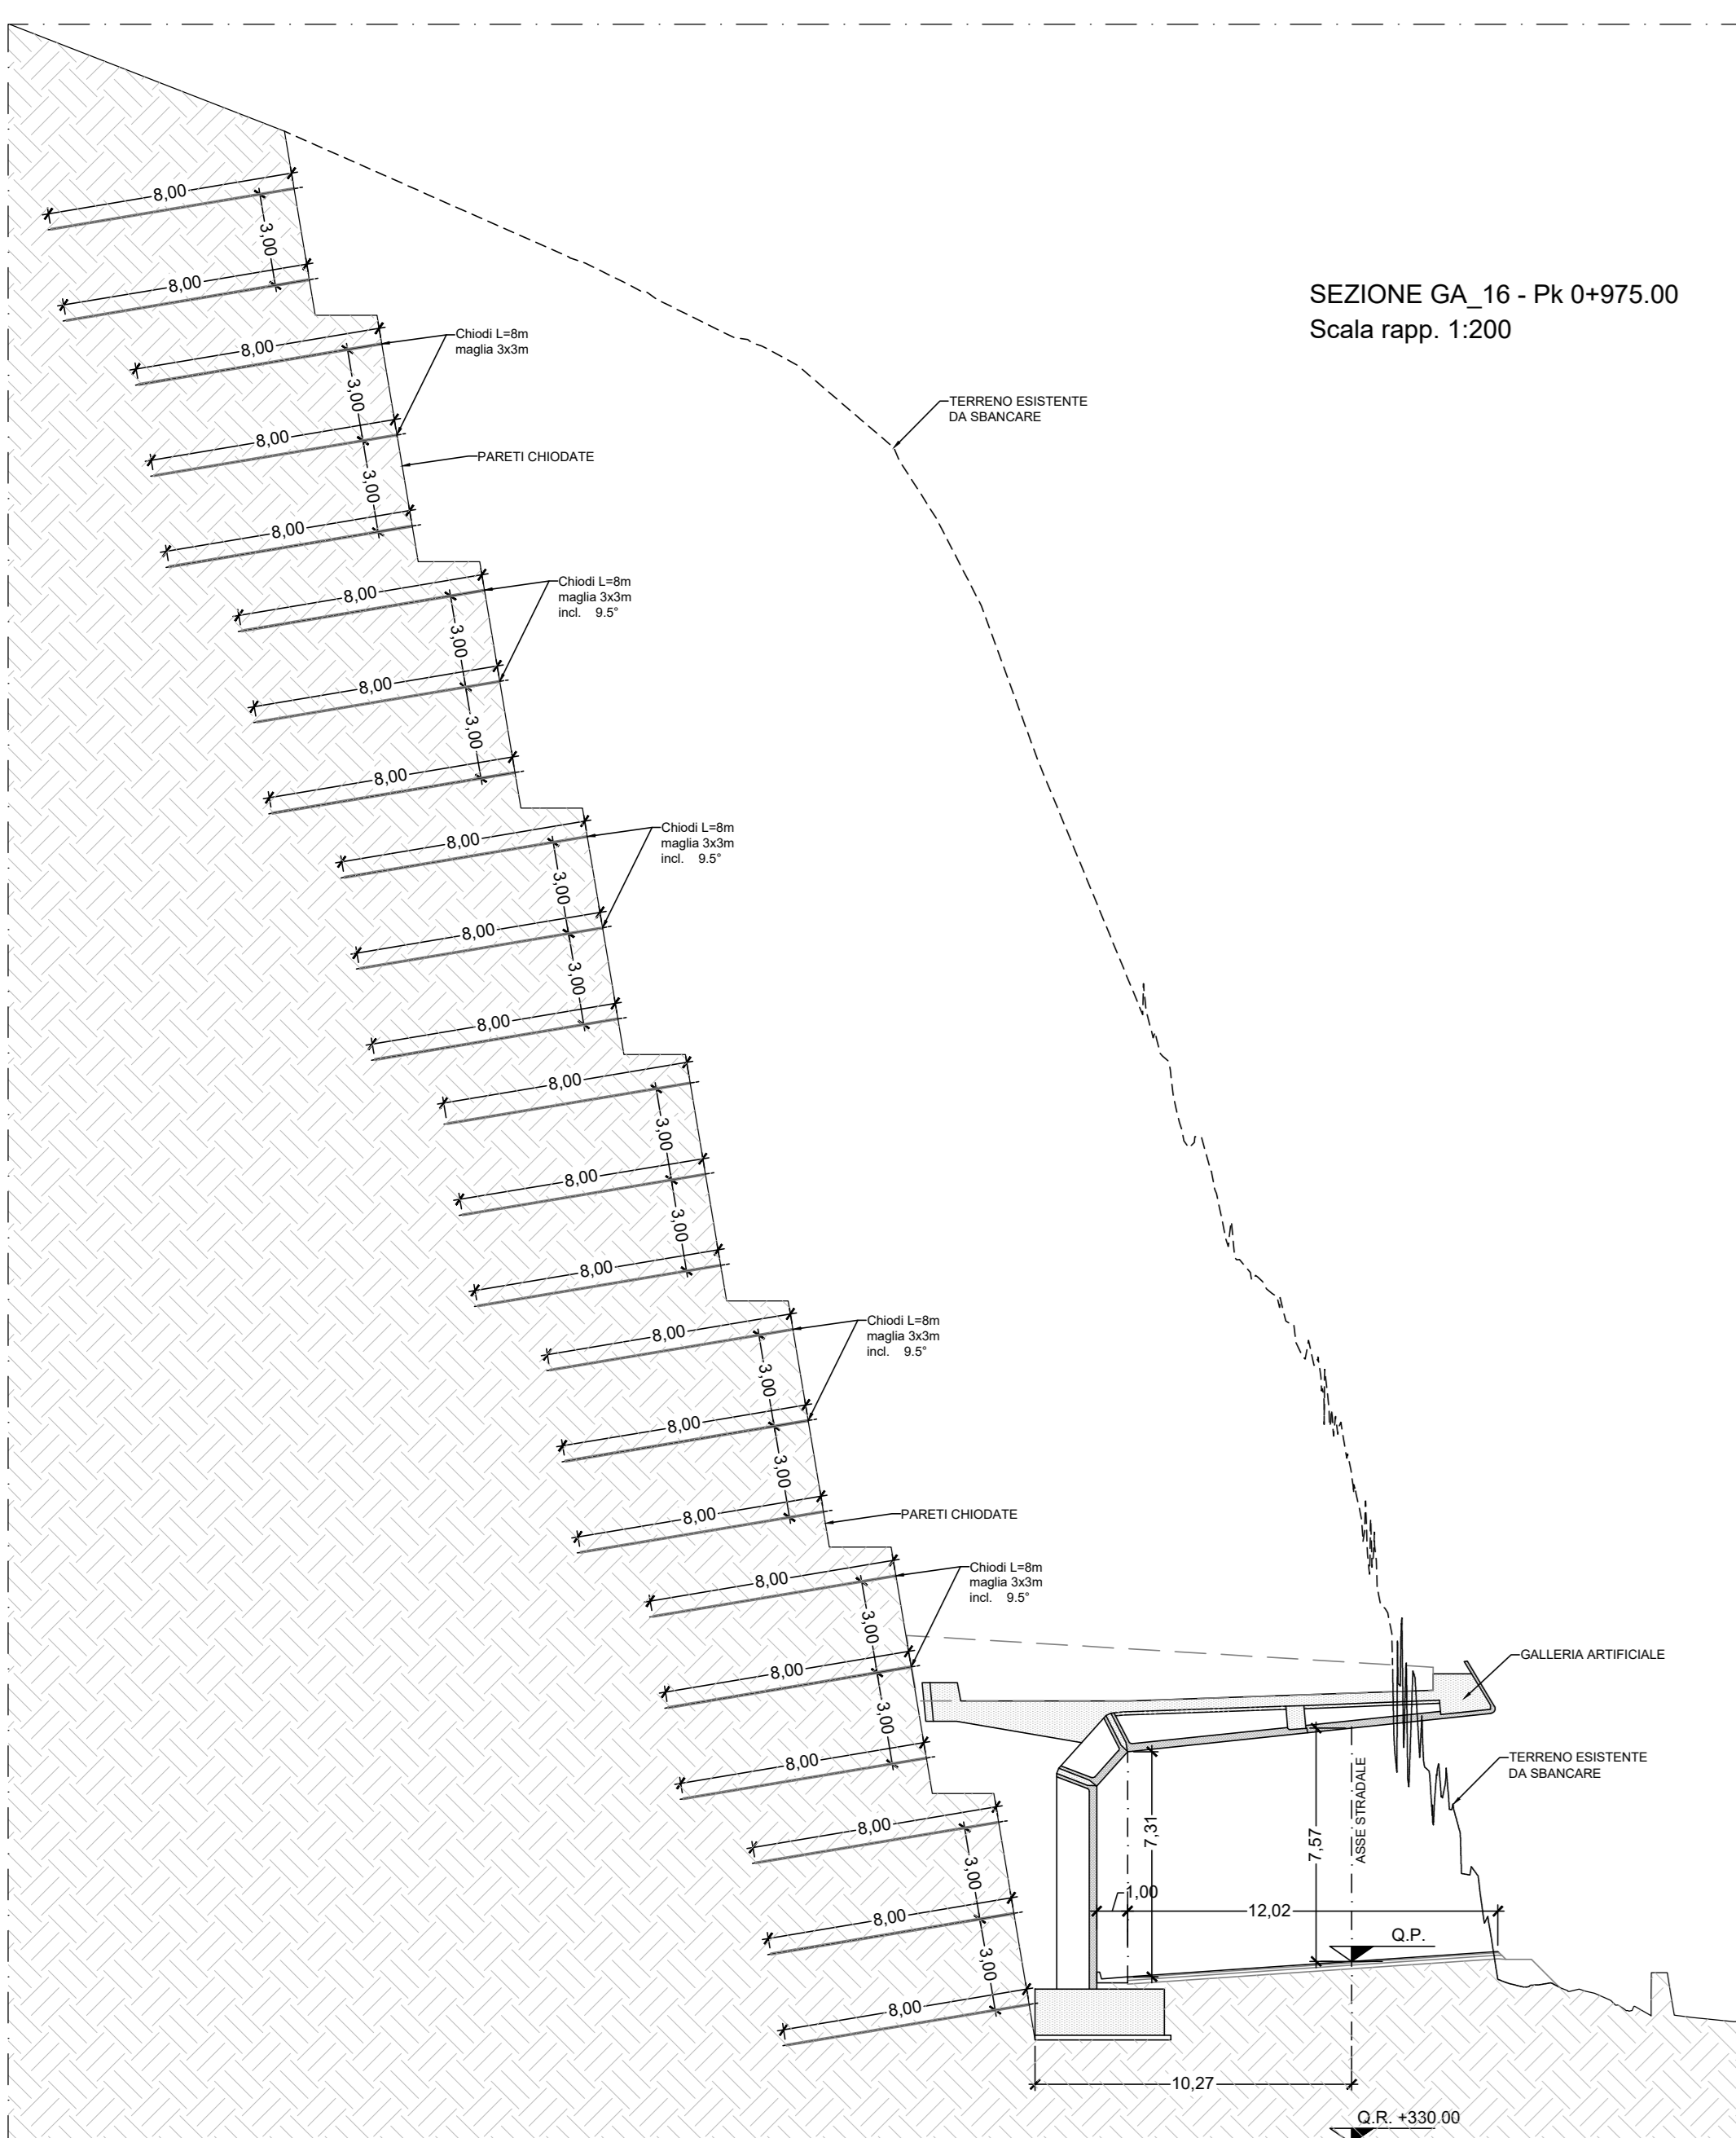 SEZIONE GA_16 - Pk 0+975.00
Scala rapp. 1:200
8,00
3,00
8,00
8,00
Chiodi L=8m
maglia 3x3m
3,00
TERRENO ESISTENTE
DA SBANCARE
8,00
PARETI CHIODATE
3,00
8,00
8,00
Chiodi L=8m
maglia 3x3m
incl. 9.5°
3,00
8,00
3,00
8,00
8,00
Chiodi L=8m
maglia 3x3m
incl. 9.5°
3,00
8,00
3,00
8,00
8,00
3,00
8,00
3,00
8,00
8,00
Chiodi L=8m
maglia 3x3m
incl. 9.5°
3,00
8,00
3,00
8,00
PARETI CHIODATE
8,00
Chiodi L=8m
maglia 3x3m
incl. 9.5°
3,00
8,00
GALLERIA ARTIFICIALE
3,00
8,00
TERRENO ESISTENTE
DA SBANCARE
8,00
7,31
7,57
ASSE STRADALE
3,00
1,00
8,00
12,02
Q.P.
3,00
8,00
10,27
Q.R. +330.00